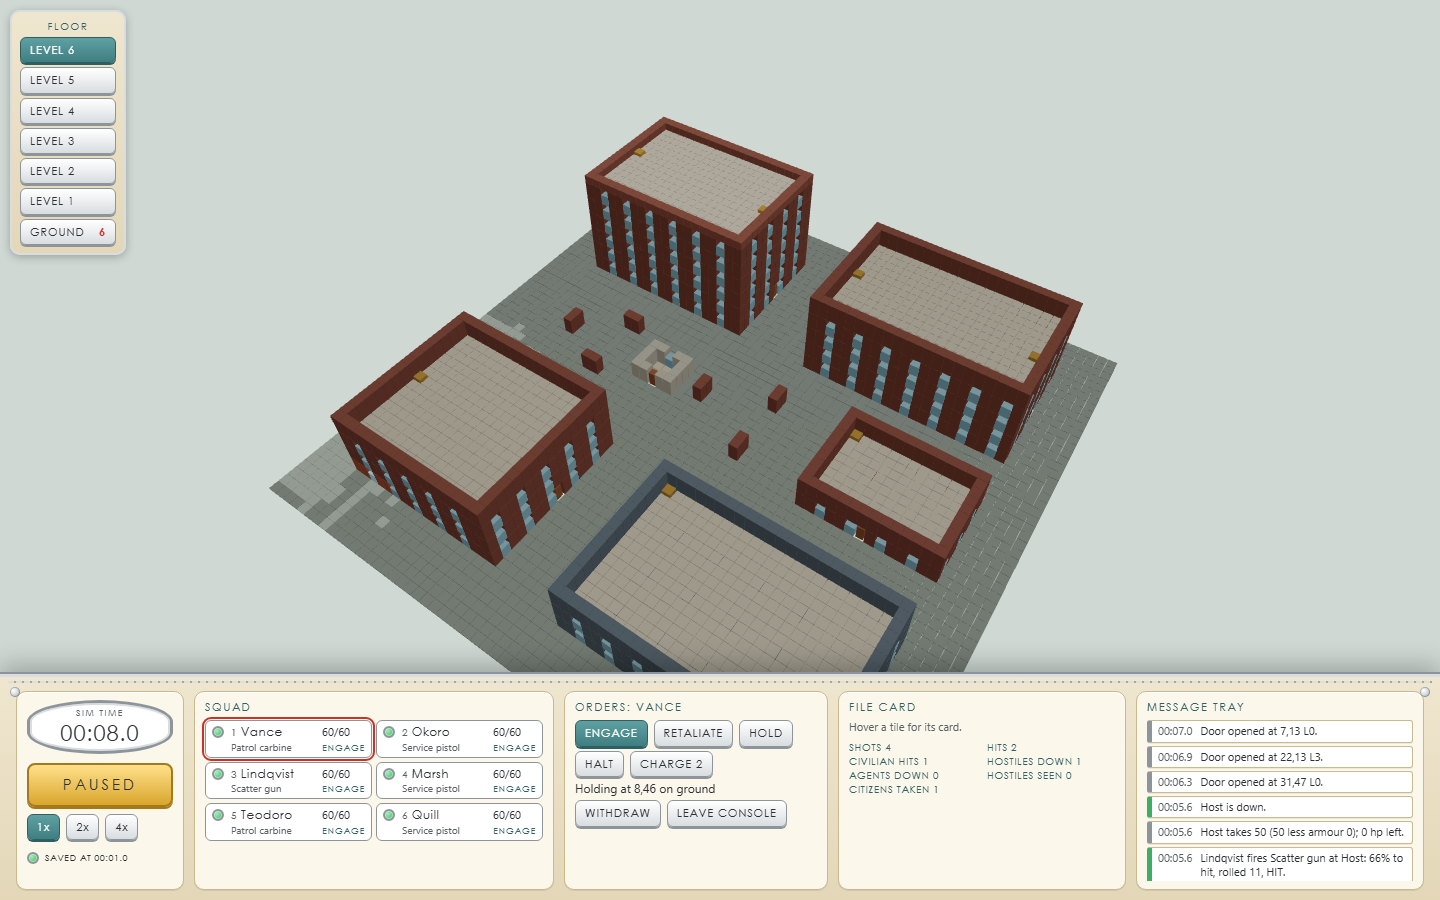 FLOOR
LEVEL 6
LEVEL 5
LEVEL 4
LEVEL 3
LEVEL 2
LEVEL 1
GROUND 6
SIM TIME
00:08.0
PAUSED
1x 2x 4x
SAVED AT 00:01.0
SQUAD
1 Vance 60/60
Patrol carbine ENGAGE
2 Okoro 60/60
Service pistol ENGAGE
3 Lindqvist 60/60
Scatter gun ENGAGE
4 Marsh 60/60
Service pistol ENGAGE
5 Teodoro 60/60
Patrol carbine ENGAGE
6 Quill 60/60
Service pistol ENGAGE
ORDERS: VANCE
ENGAGE RETALIATE HOLD
HALT CHARGE 2
Holding at 8,46 on ground
WITHDRAW LEAVE CONSOLE
FILE CARD
Hover a tile for its card.
SHOTS 4 HITS 2
CIVILIAN HITS 1 HOSTILES DOWN 1
AGENTS DOWN 0 HOSTILES SEEN 0
CITIZENS TAKEN 1
MESSAGE TRAY
00:07.0 Door opened at 7,13 L0.
00:06.9 Door opened at 22,13 L3.
00:06.3 Door opened at 31,47 L0.
00:05.6 Host is down.
00:05.6 Host takes 50 (50 less armour 0); 0 hp left.
00:05.6 Lindqvist fires Scatter gun at Host: 66% to
hit, rolled 11, HIT.